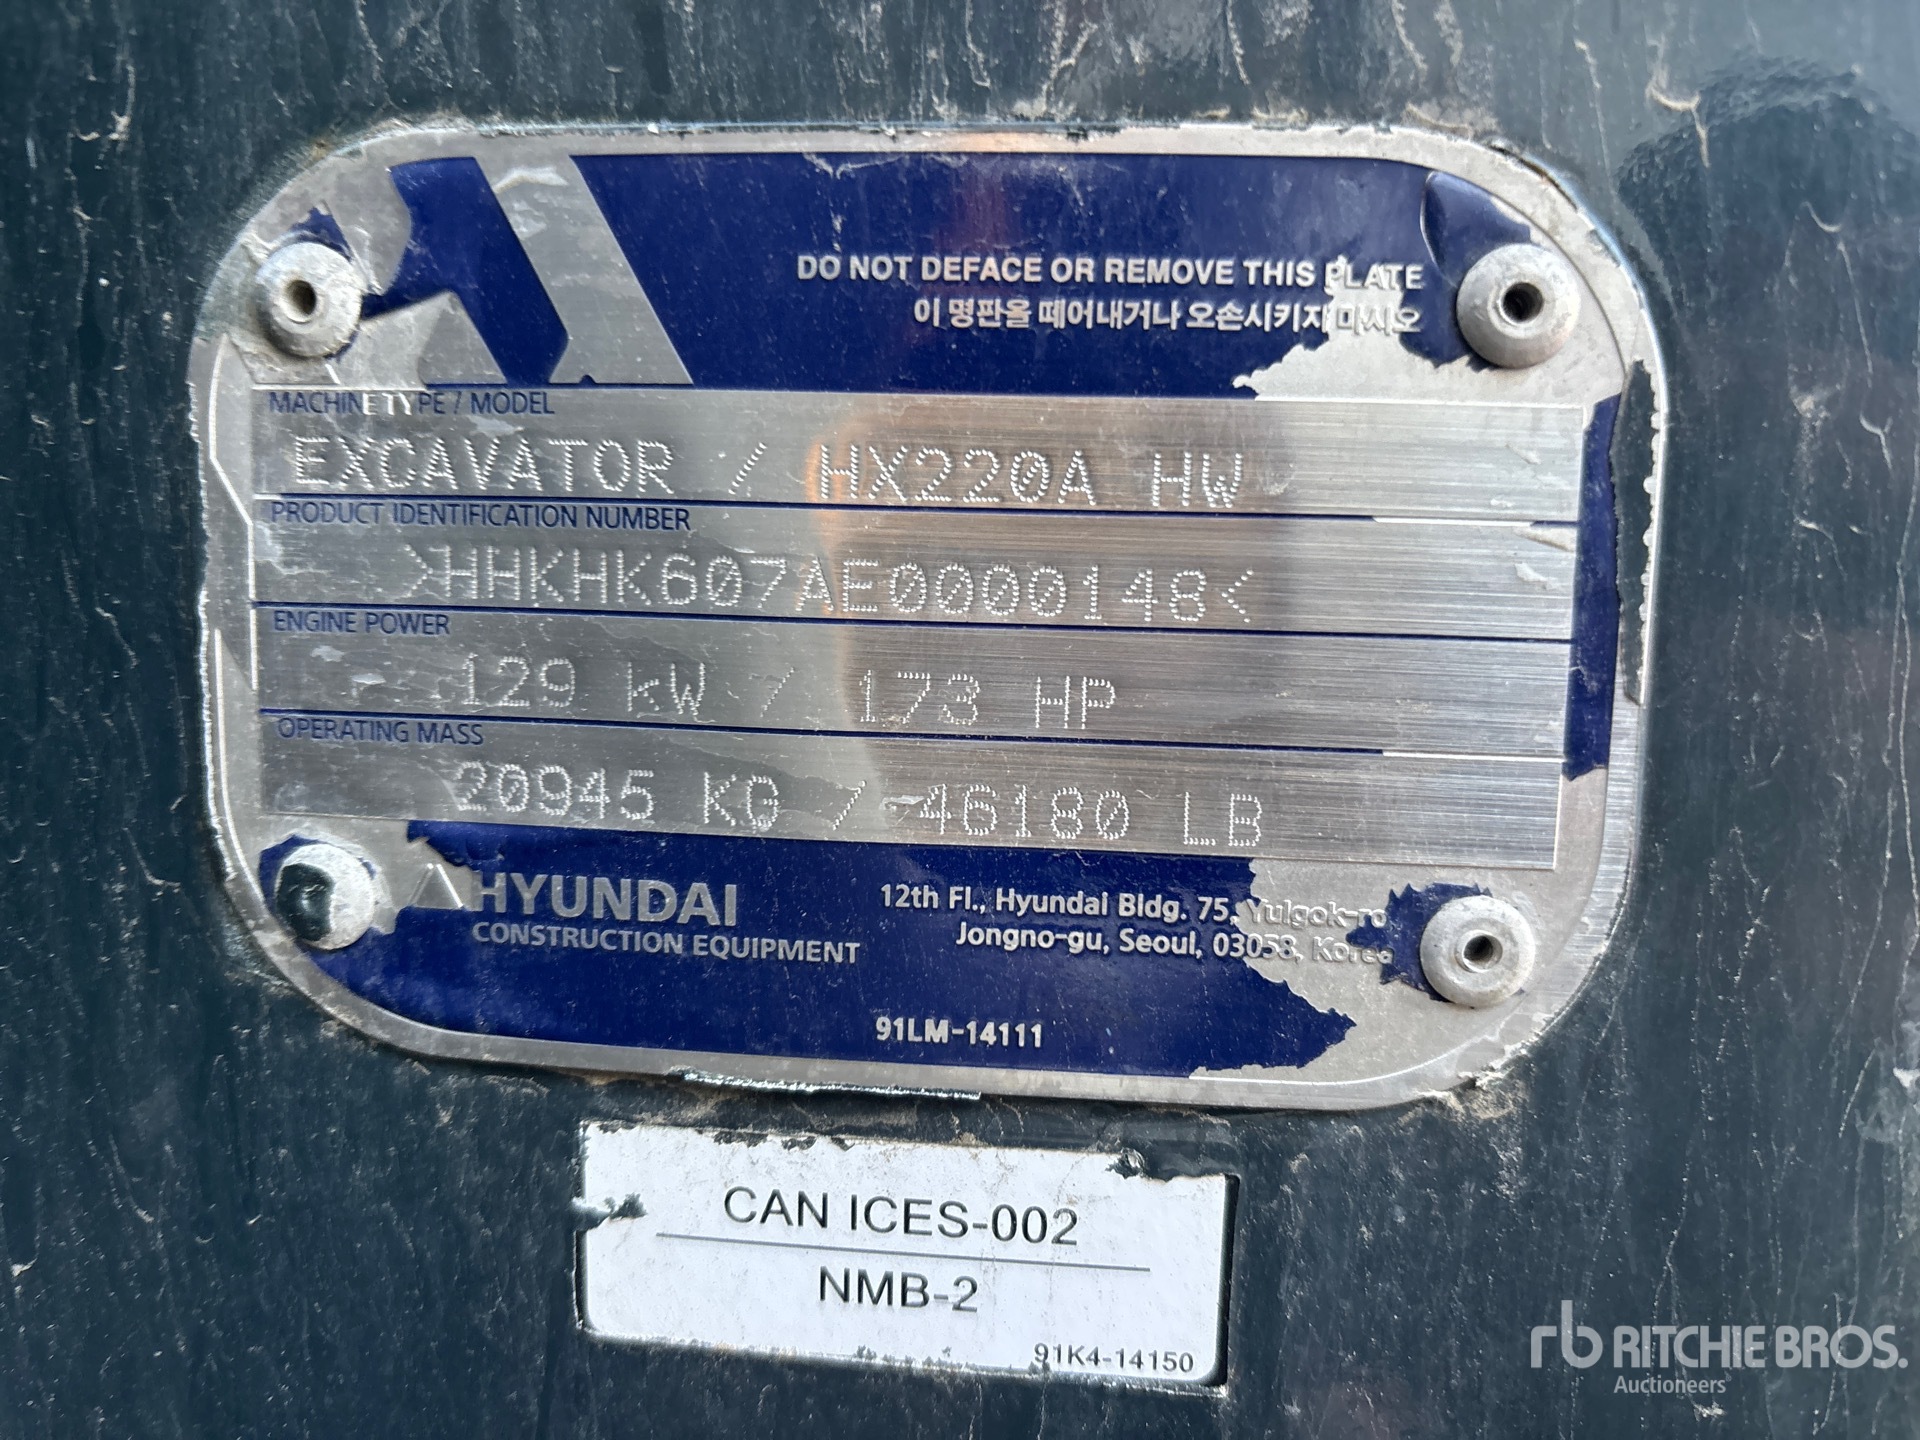 DO NOT DEFACE OR REMOVE THIS PLATE
이 명판을 떼어내거나 오손시키지 마시오
MACHINE TYPE / MODEL
EXCAVATOR / HX220A HW
PRODUCT IDENTIFICATION NUMBER
>HHKHK607AE0000148<
ENGINE POWER
129 kW / 173 HP
OPERATING MASS
20945 KG / 46180 LB
HYUNDAI
CONSTRUCTION EQUIPMENT
12th Fl., Hyundai Bldg. 75, Yulgok-ro
Jongno-gu, Seoul, 03058, Korea
91LM-14111
CAN ICES-002
NMB-2
91K4-14150
rb RITCHIE BROS.
Auctioneers